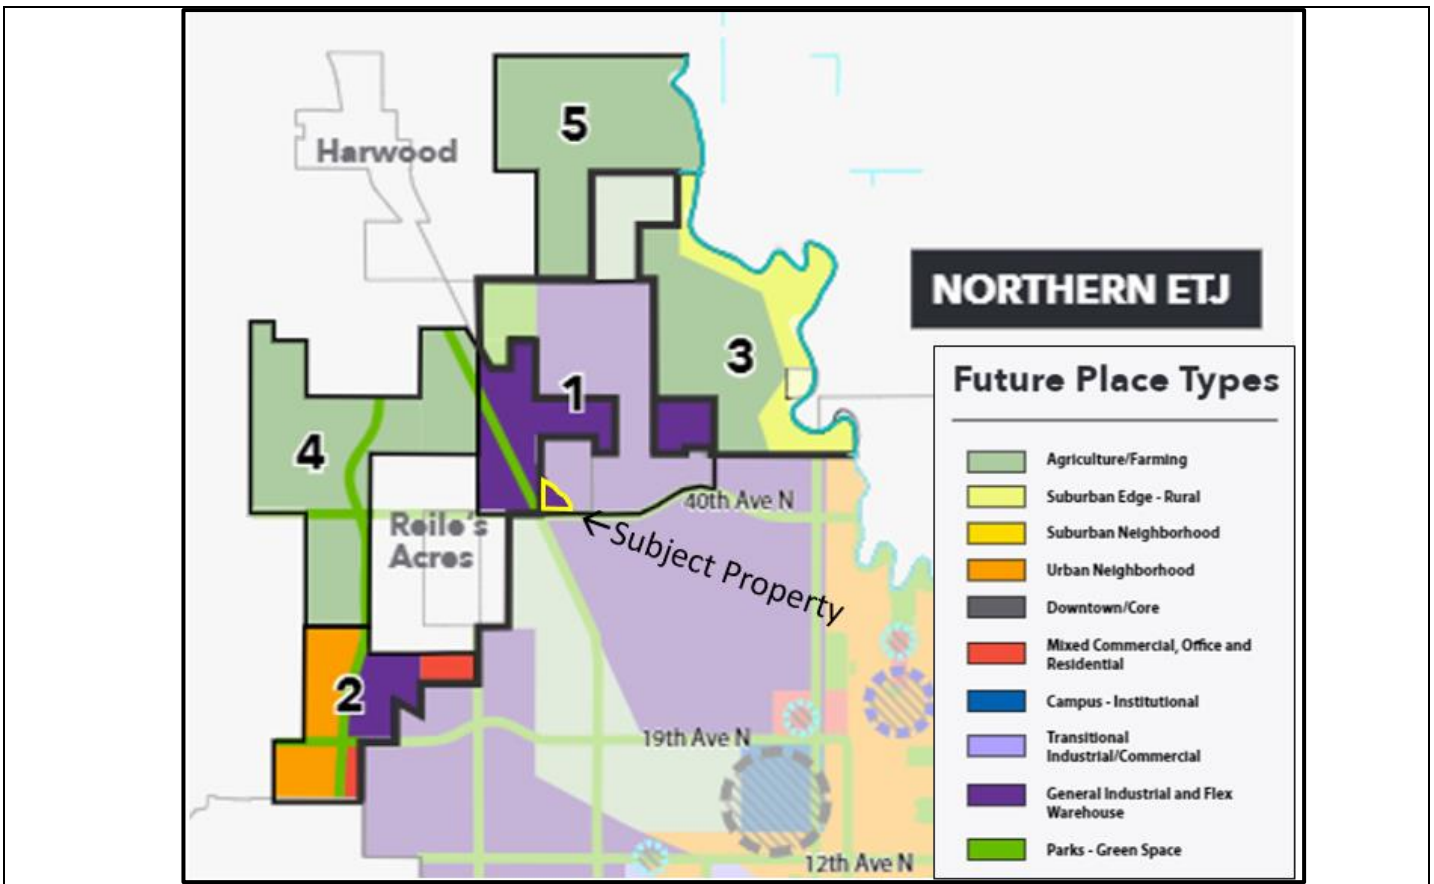 5
Harwood
NORTHERN ETJ
3
1
4
Future Place Types
Agriculture/Farming
Suburban Edge - Rural
Suburban Neighborhood
Urban Neighborhood
Downtown/Core
Mixed Commercial, Office and
Residential
Campus - Institutional
Transitional
Industrial/Commercial
General Industrial and Flex
Warehouse
Parks - Green Space
40th Ave N
Reile's
Acres
←Subject Property
2
19th Ave N
12th Ave N